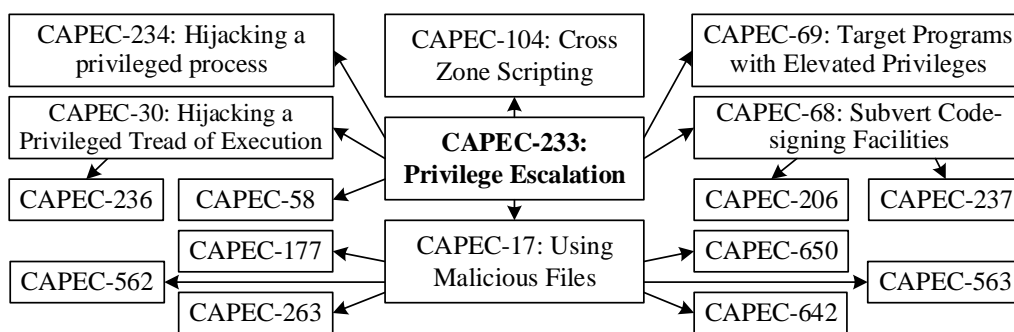 CAPEC-234: Hijacking a
privileged process
CAPEC-104: Cross
Zone Scripting
CAPEC-69: Target Programs
with Elevated Privileges
CAPEC-30: Hijacking a
Privileged Tread of Execution
CAPEC-233:
Privilege Escalation
CAPEC-68: Subvert Code-
signing Facilities
CAPEC-236
CAPEC-58
CAPEC-206
CAPEC-237
CAPEC-177
CAPEC-17: Using
Malicious Files
CAPEC-650
CAPEC-562
CAPEC-563
CAPEC-263
CAPEC-642